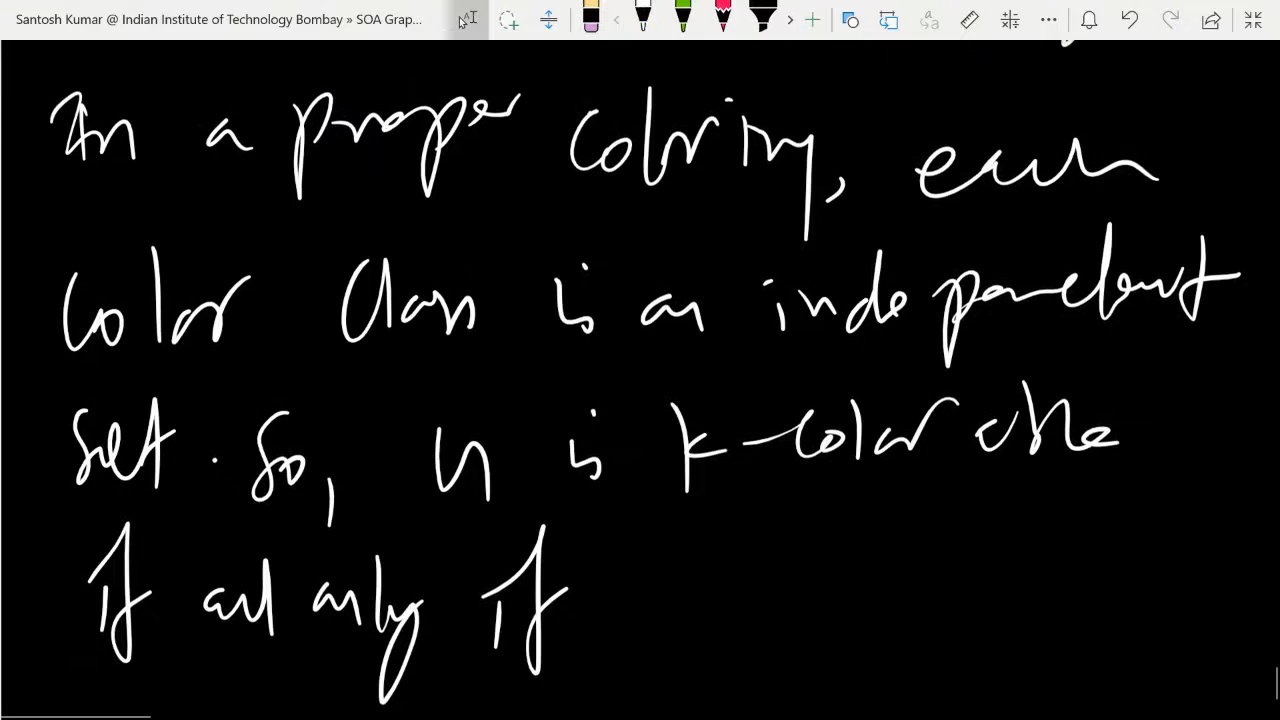 Santosh Kumar @ Indian Institute of Technology Bombay » SOA Grap...
In a proper coloring, each
color class is an independent
set. So, G is k-colorable
if and only if